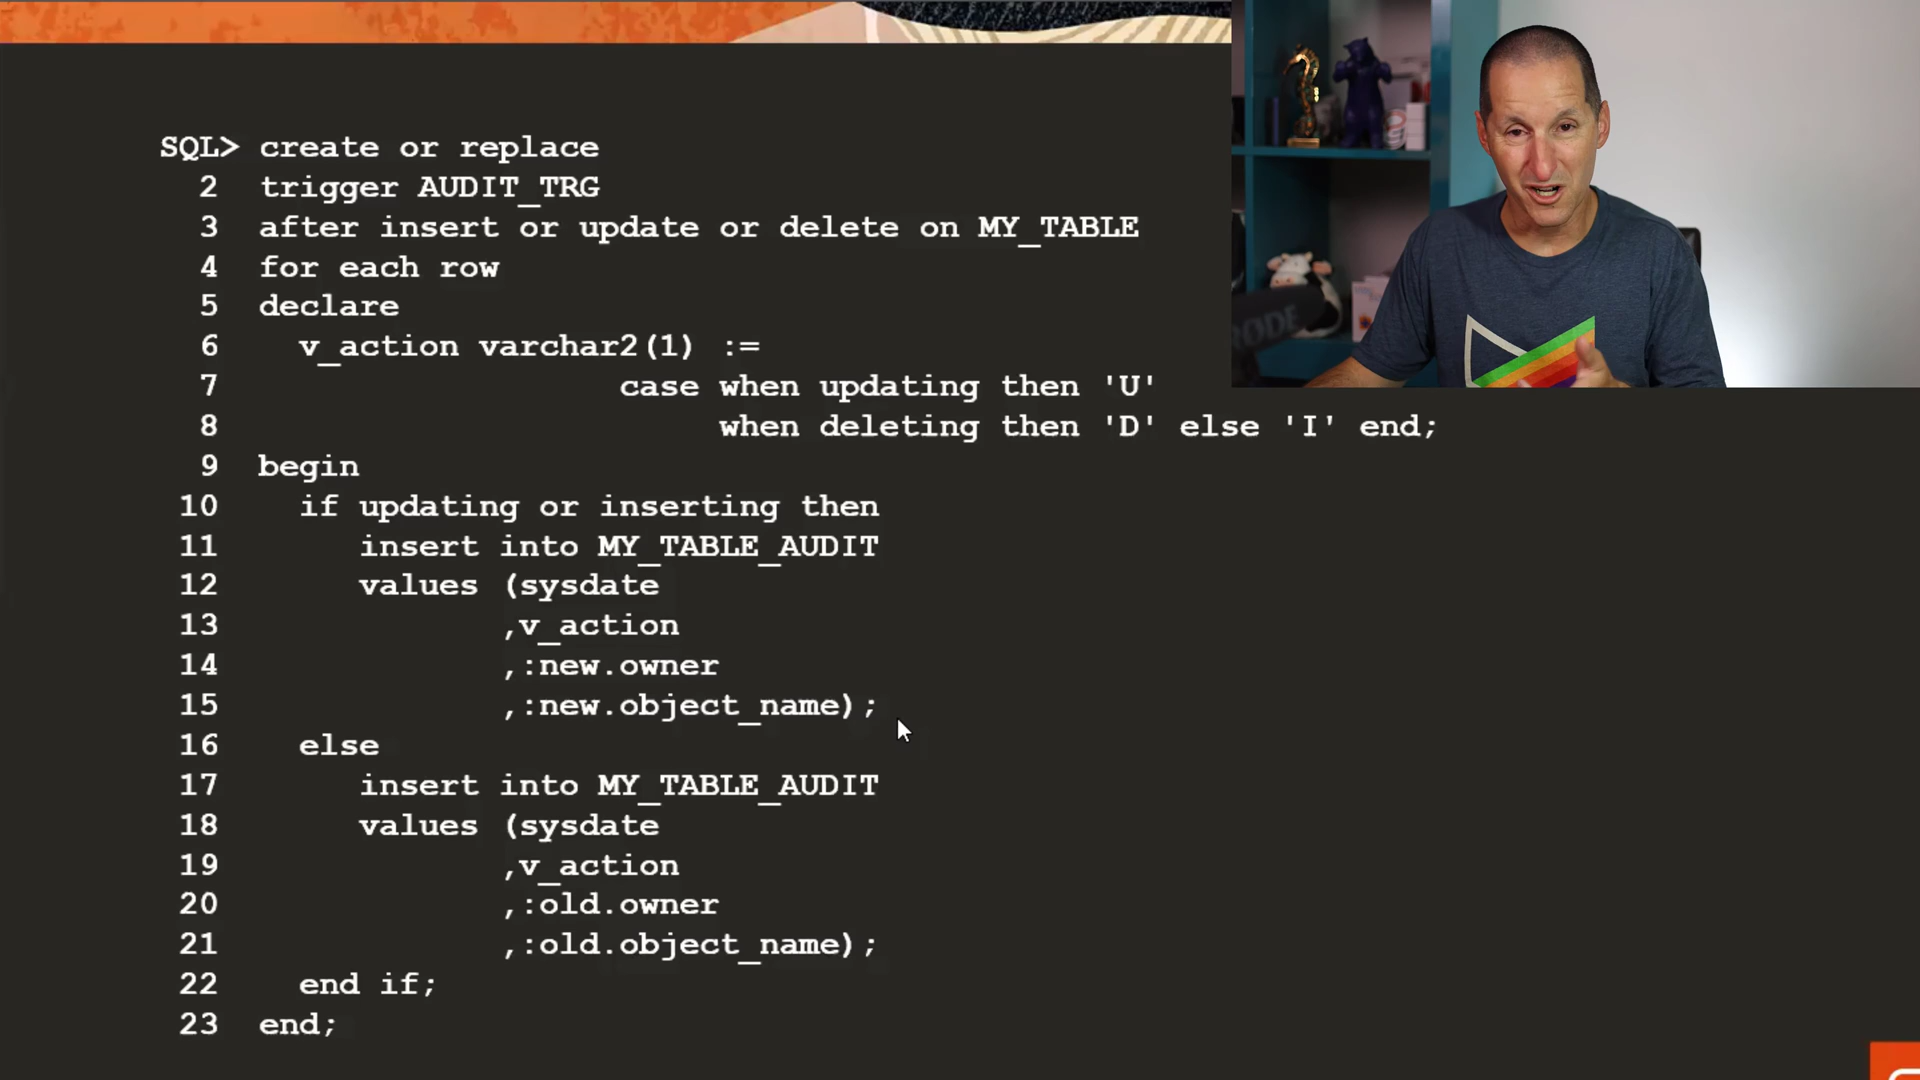 SQL> create or replace
2 trigger AUDIT_TRG
3 after insert or update or delete on MY_TABLE
4 for each row
5 declare
6 v_action varchar2(1) :=
7 case when updating then 'U'
8 when deleting then 'D' else 'I' end;
9 begin
10 if updating or inserting then
11 insert into MY_TABLE_AUDIT
12 values (sysdate
13 ,v_action
14 ,:new.owner
15 ,:new.object_name);
16 else
17 insert into MY_TABLE_AUDIT
18 values (sysdate
19 ,v_action
20 ,:old.owner
21 ,:old.object_name);
22 end if;
23 end;
RODE